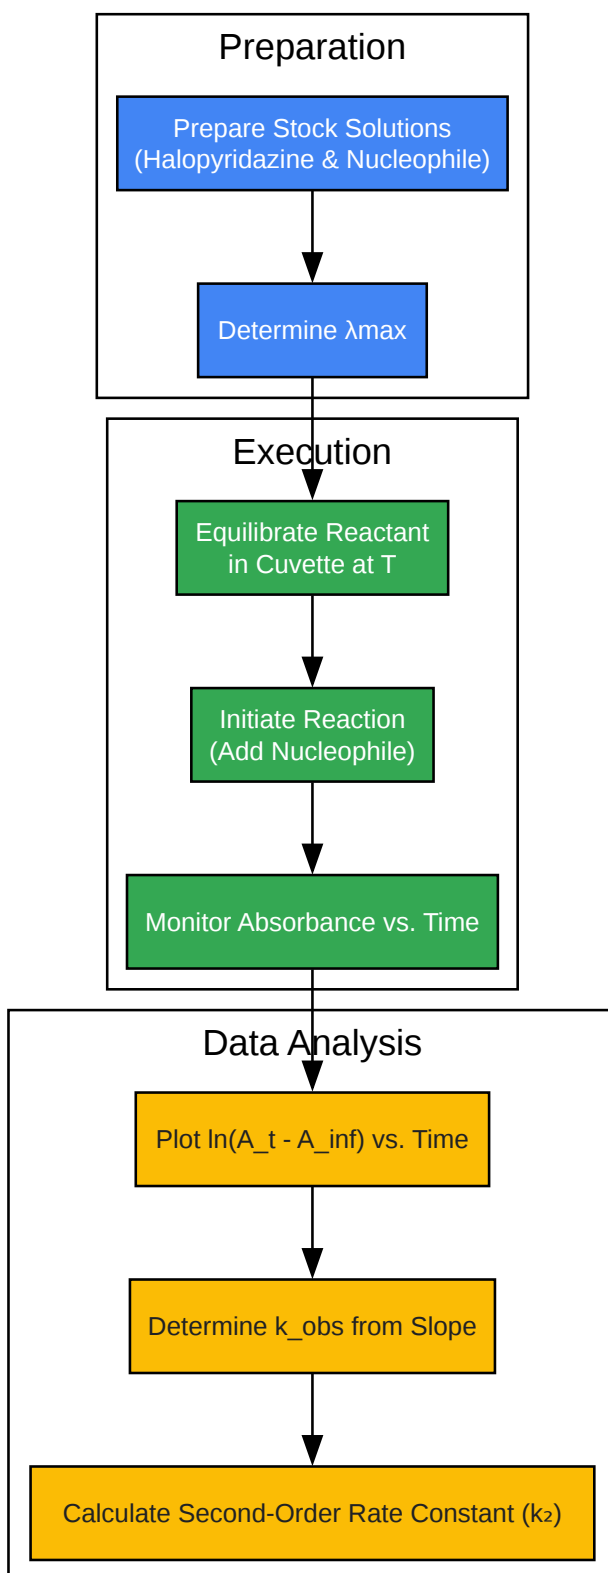 Preparation
Prepare Stock Solutions
(Halopyridazine & Nucleophile)
Determine λmax
Execution
Equilibrate Reactant
in Cuvette at T
Initiate Reaction
(Add Nucleophile)
Monitor Absorbance vs. Time
Data Analysis
Plot ln(A_t - A_inf) vs. Time
Determine k_obs from Slope
Calculate Second-Order Rate Constant (k₂)